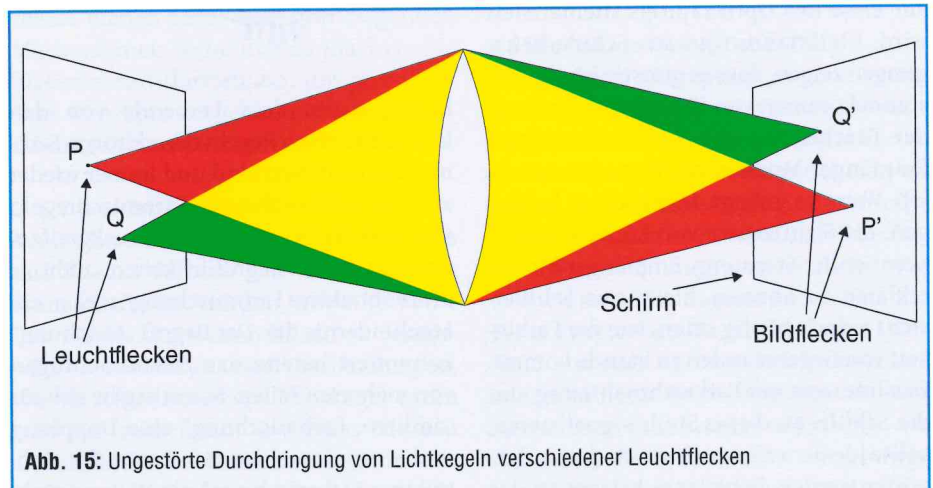 P
Q
Q'
P'
Schirm
Leuchtflecken
Bildflecken
Abb. 15: Ungestörte Durchdringung von Lichtkegeln verschiedener Leuchtflecken